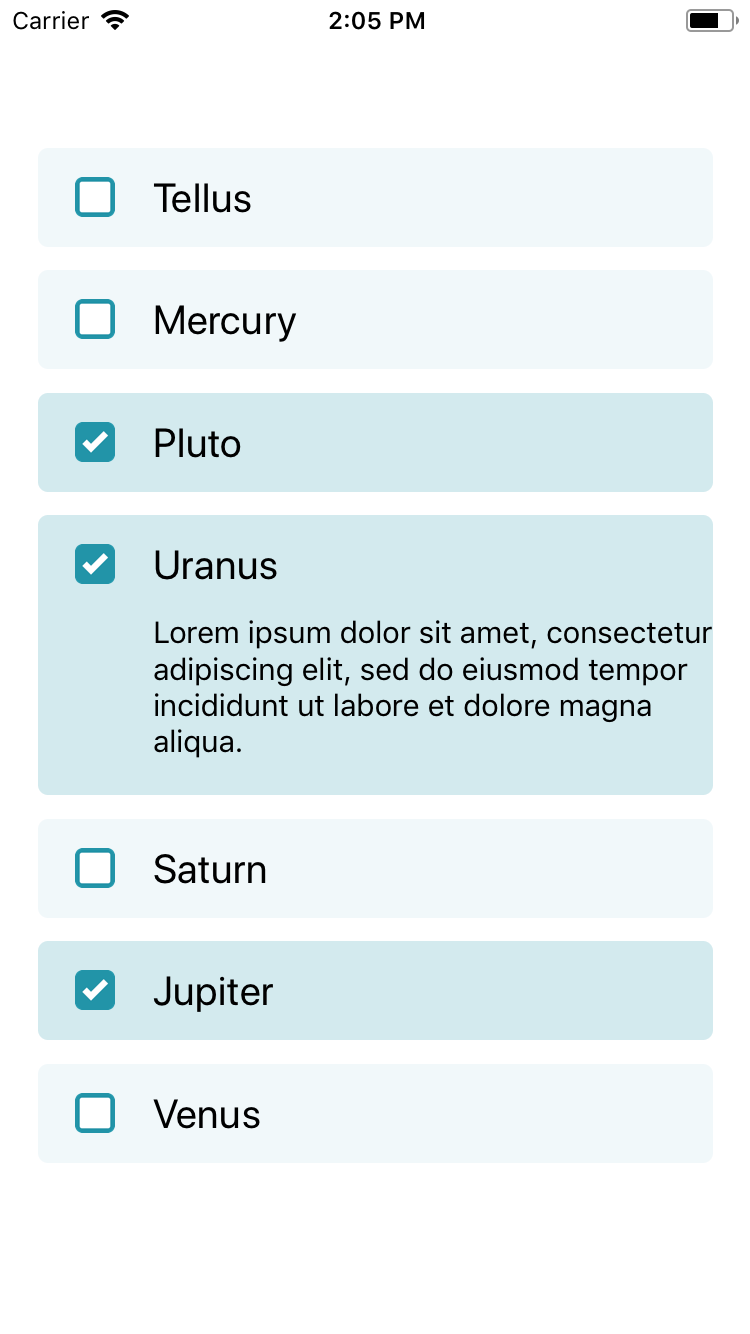 Carrier 2:05 PM
Tellus
Mercury
Pluto
Uranus
Lorem ipsum dolor sit amet, consectetur
adipiscing elit, sed do eiusmod tempor
incididunt ut labore et dolore magna
aliqua.
Saturn
Jupiter
Venus